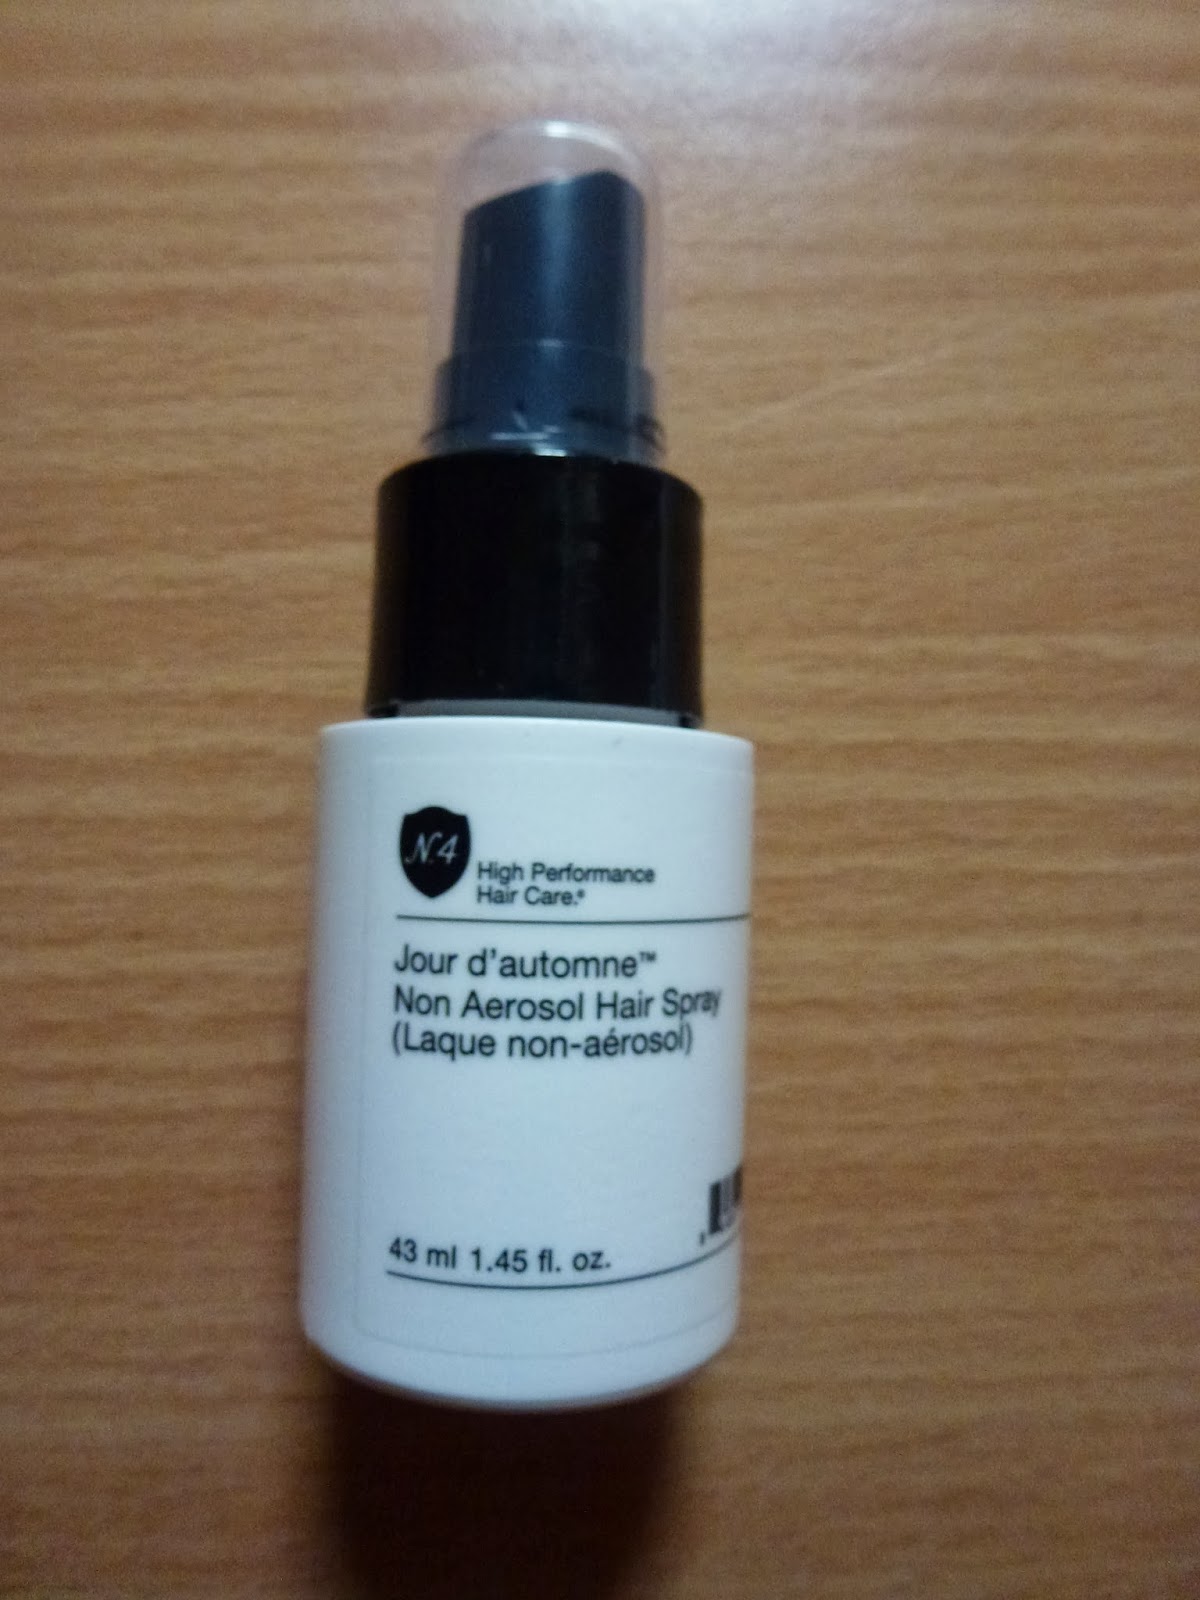 N.4
High Performance
Hair Care.®
Jour d'automne™
Non Aerosol Hair Spray
(Laque non-aérosol)
43 ml 1.45 fl. oz.